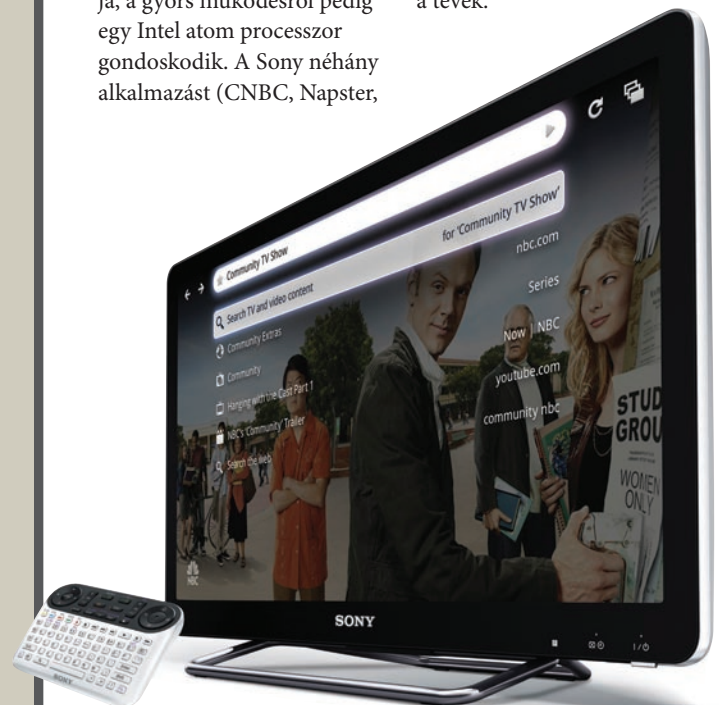 ja, a gyors működésről pedig
egy Intel atom processzor
gondoskodik. A Sony néhány
alkalmazást (CNBC, Napster,
a tévék.
Community TV Show
Search TV and video content
for 'Community TV Show'
Community Extras
nbc.com
Community
Series
Hanging with the Cast Part 1
Now | NBC
NBC's 'Community' Trailer
youtube.com
Search the web
community nbc
STUD
GROU
WOMEN
ONLY
NBC
SONY
SONY